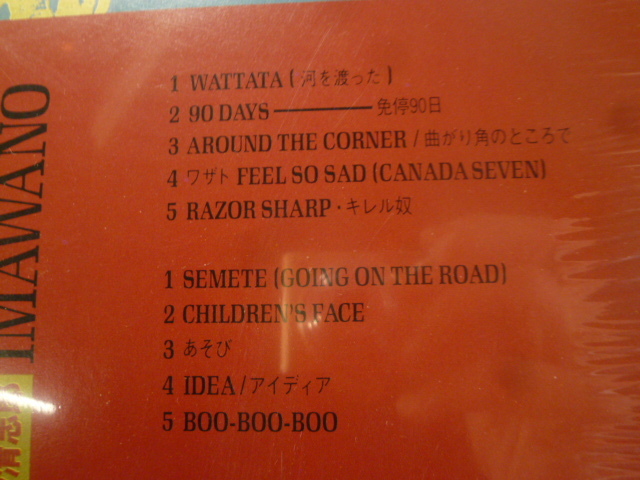 1 WATTATA (河を渡った)
2 90 DAYS ———— 免停90日
3 AROUND THE CORNER / 曲がり角のところで
4 ワザト FEEL SO SAD (CANADA SEVEN)
5 RAZOR SHARP・キレル奴
1 SEMETE (GOING ON THE ROAD)
2 CHILDREN'S FACE
3 あそび
4 IDEA / アイディア
5 BOO-BOO-BOO
IMAWANO
清志